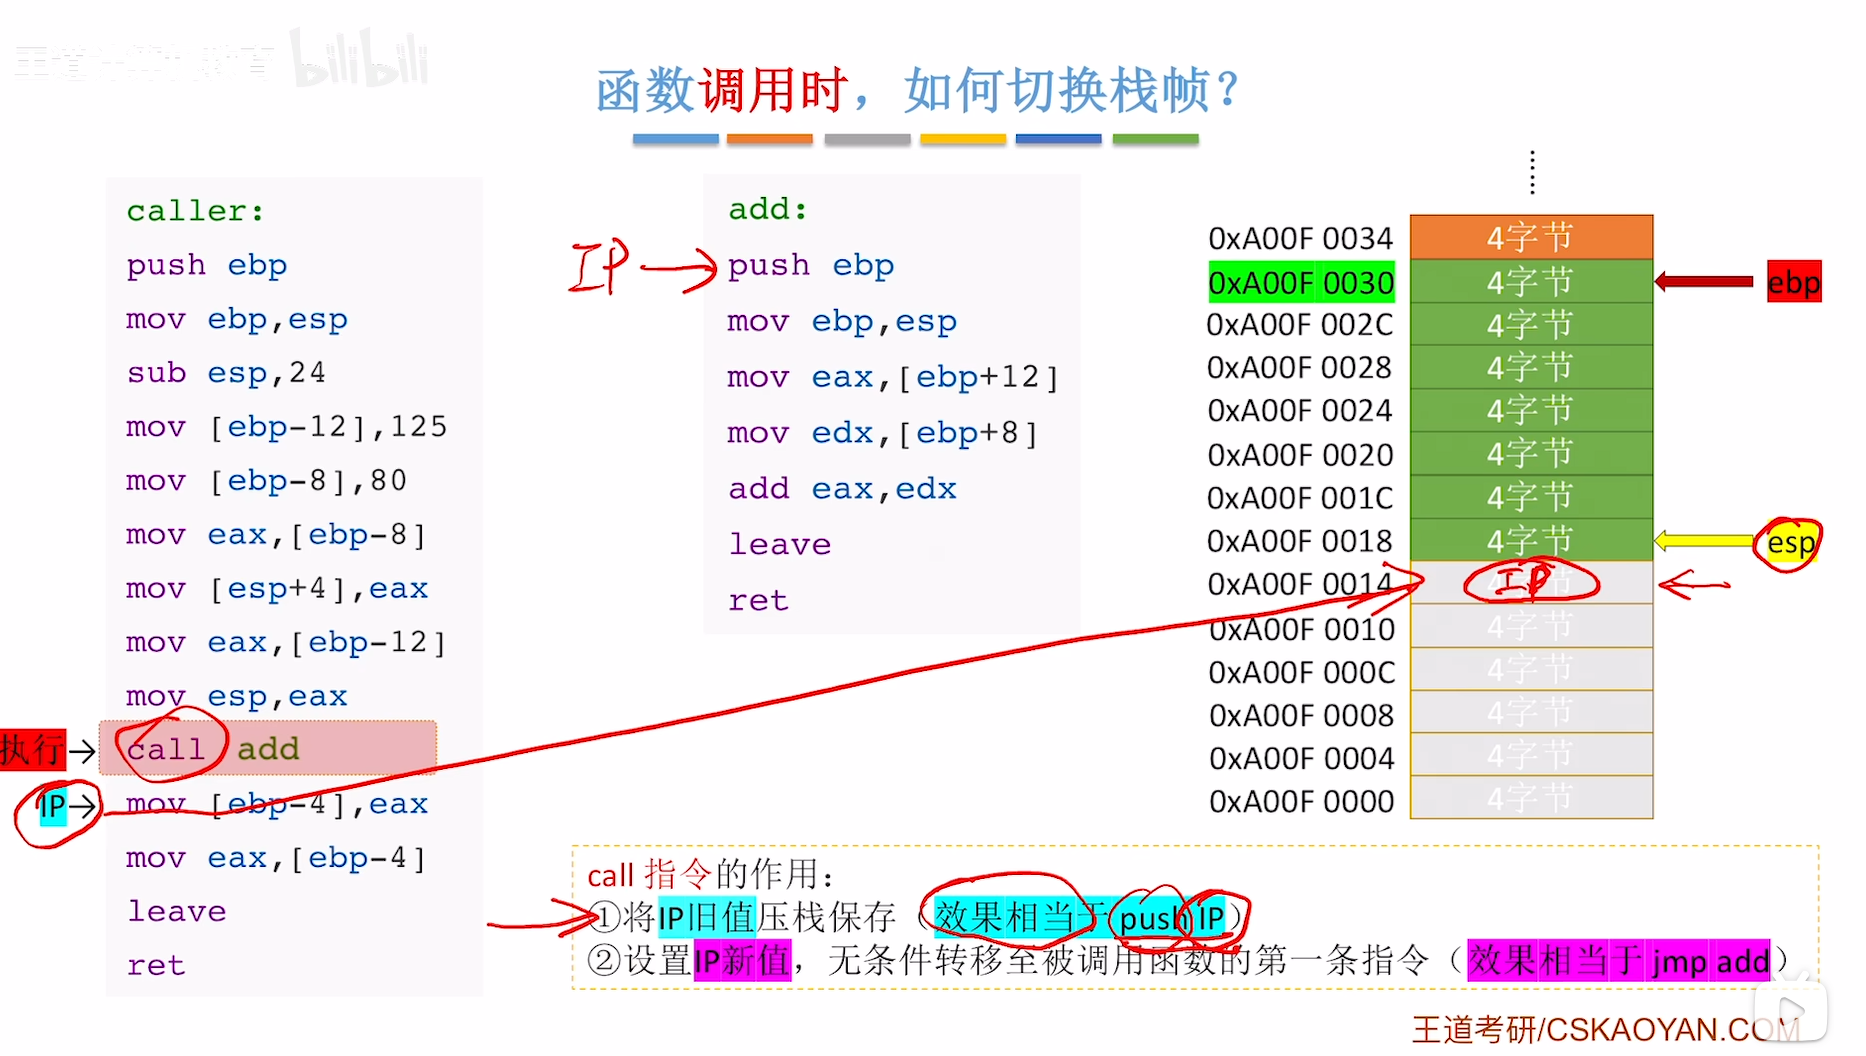 王道计算机教育 bilibili
函数调用时，如何切换栈帧？
caller:
push ebp
mov ebp,esp
sub esp,24
mov [ebp-12],125
mov [ebp-8],80
mov eax,[ebp-8]
mov [esp+4],eax
mov eax,[ebp-12]
mov esp,eax
执行→ call add
IP→ mov [ebp-4],eax
mov eax,[ebp-4]
leave
ret
add:
IP → push ebp
mov ebp,esp
mov eax,[ebp+12]
mov edx,[ebp+8]
add eax,edx
leave
ret
0xA00F 0034 4字节
0xA00F 0030 4字节 ebp
0xA00F 002C 4字节
0xA00F 0028 4字节
0xA00F 0024 4字节
0xA00F 0020 4字节
0xA00F 001C 4字节
0xA00F 0018 4字节 esp
0xA00F 0014 IP
0xA00F 0010 4字节
0xA00F 000C 4字节
0xA00F 0008 4字节
0xA00F 0004 4字节
0xA00F 0000 4字节
call 指令的作用：
①将IP旧值压栈保存（效果相当于 push IP）
②设置IP新值，无条件转移至被调用函数的第一条指令（效果相当于 jmp add）
王道考研/CSKAOYAN.COM